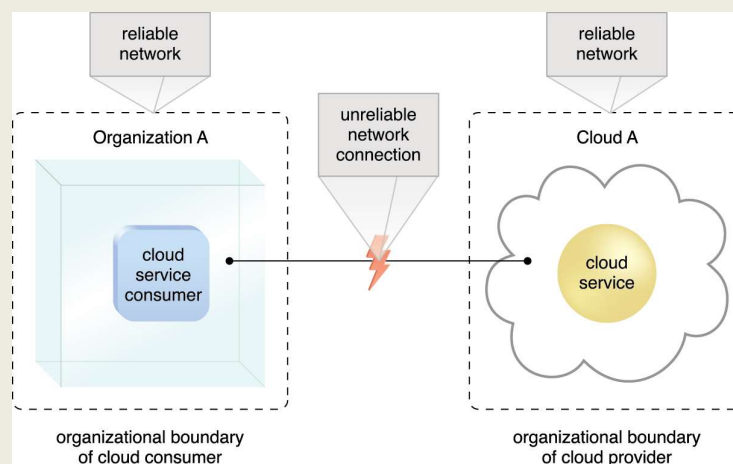 reliable
network
reliable
network
unreliable
network
connection
Organization A
Cloud A
cloud
service
consumer
cloud
service
organizational boundary
of cloud consumer
organizational boundary
of cloud provider